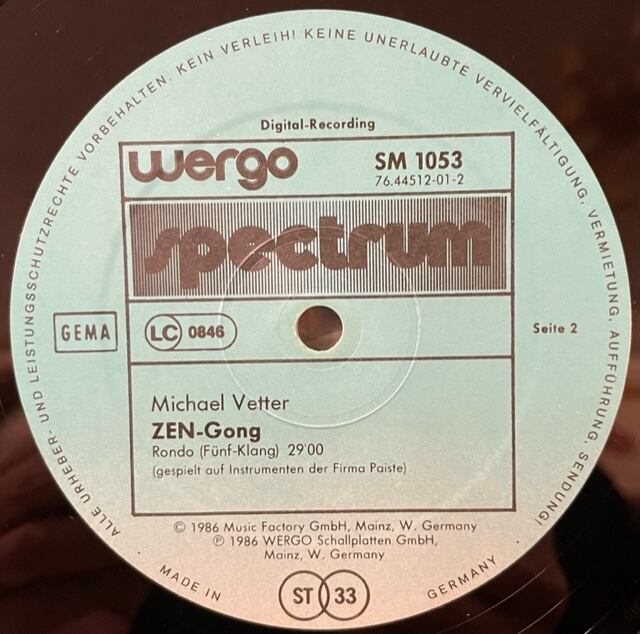 ALLE URHEBER- UND LEISTUNGSSCHUTZRECHTE VORBEHALTEN. KEIN VERLEIH! KEINE UNERLAUBTE VERVIELFÄLTIGUNG, VERMIETUNG, AUFFÜHRUNG, SENDUNG!
Digital-Recording
wergo
SM 1053
76.44512-01-2
spectrum
GEMA
LC 0846
Seite 2
Michael Vetter
ZEN-Gong
Rondo (Fünf-Klang) 29'00
(gespielt auf Instrumenten der Firma Paiste)
© 1986 Music Factory GmbH, Mainz, W. Germany
℗ 1986 WERGO Schallplatten GmbH,
Mainz, W. Germany
MADE IN GERMANY
ST 33